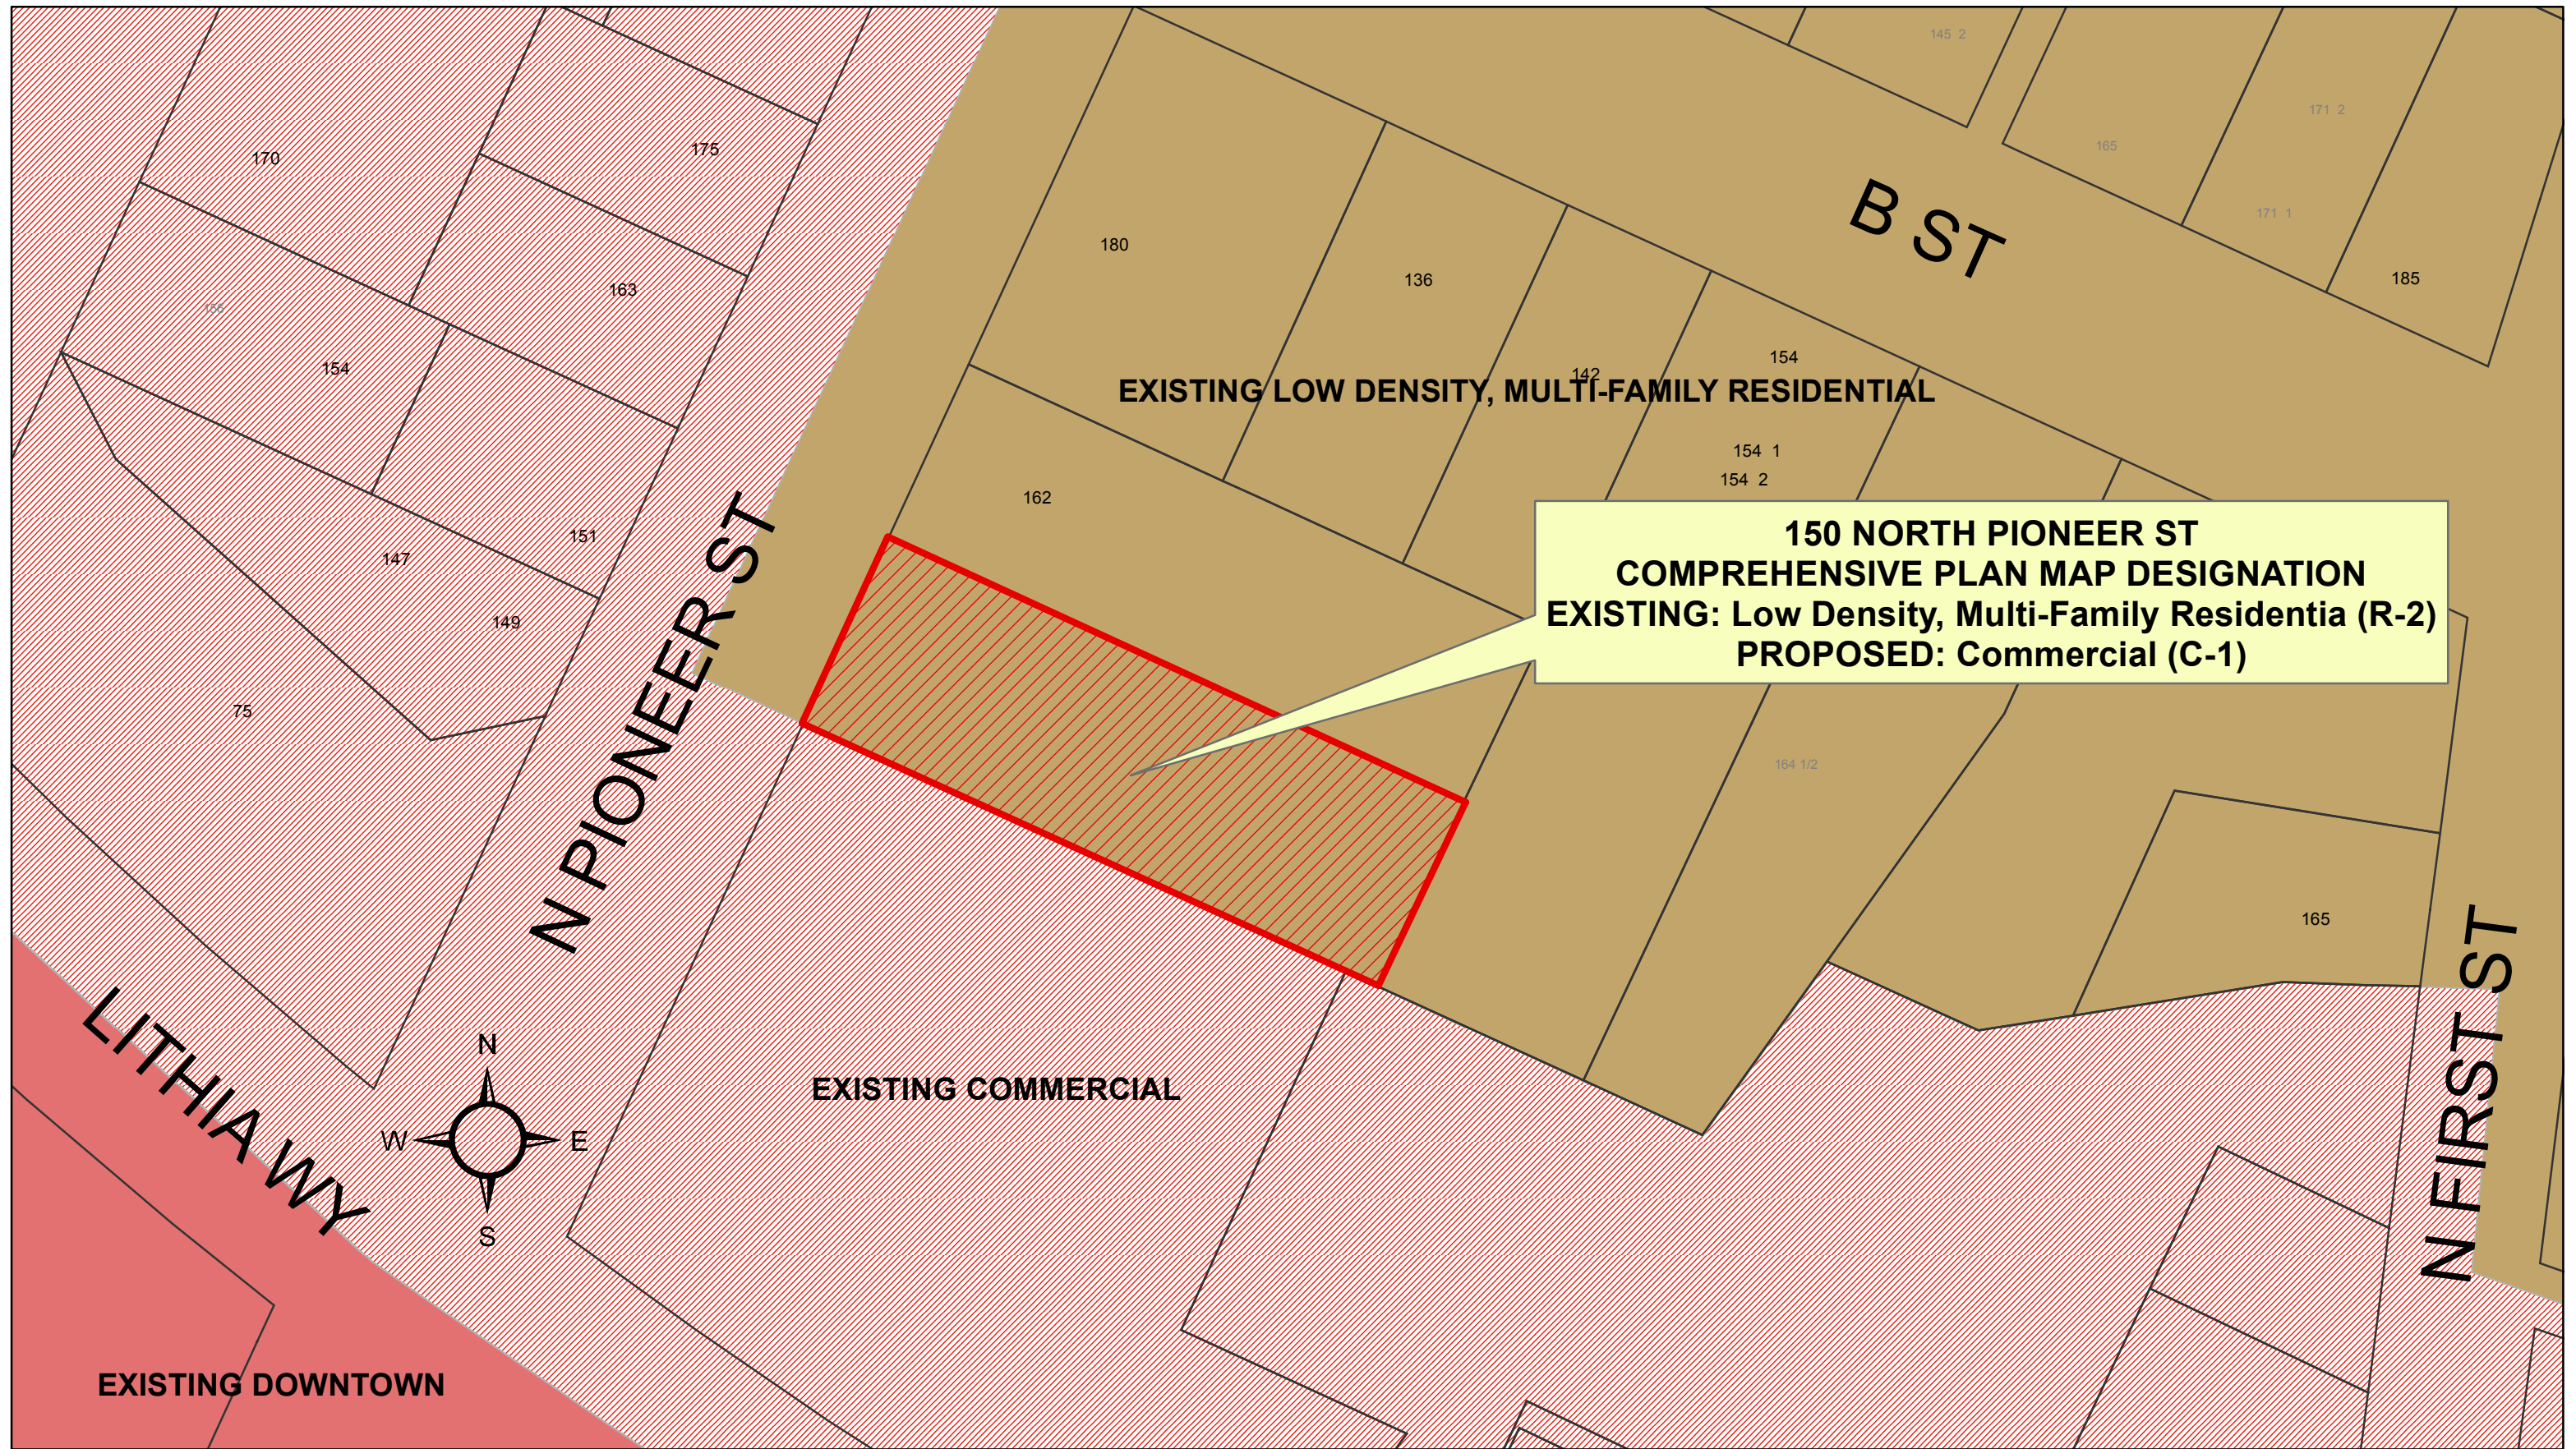 145 2
171 2
175
165
170
171 1
B ST
180
185
136
163
155
154
154
142
EXISTING LOW DENSITY, MULTI-FAMILY RESIDENTIAL
154 1
154 2
162
150 NORTH PIONEER ST
COMPREHENSIVE PLAN MAP DESIGNATION
EXISTING: Low Density, Multi-Family Residentia (R-2)
PROPOSED: Commercial (C-1)
151
147
149
N PIONEER ST
75
164 1/2
165
N FIRST ST
LITHIA WY
N
W
E
S
EXISTING COMMERCIAL
EXISTING DOWNTOWN